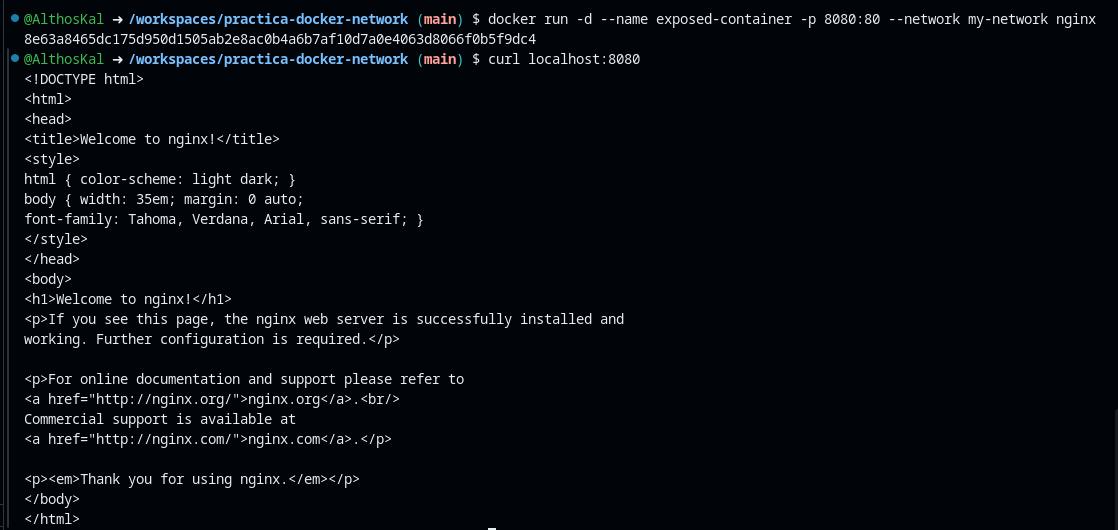 @AlthosKal ➜ /workspaces/practica-docker-network (main) $ docker run -d --name exposed-container -p 8080:80 --network my-network nginx
8e63a8465dc175d950d1505ab2e8ac0b4a6b7af10d7a0e4063d8066f0b5f9dc4
@AlthosKal ➜ /workspaces/practica-docker-network (main) $ curl localhost:8080
<!DOCTYPE html>
<html>
<head>
<title>Welcome to nginx!</title>
<style>
html { color-scheme: light dark; }
body { width: 35em; margin: 0 auto;
font-family: Tahoma, Verdana, Arial, sans-serif; }
</style>
</head>
<body>
<h1>Welcome to nginx!</h1>
<p>If you see this page, the nginx web server is successfully installed and
working. Further configuration is required.</p>

<p>For online documentation and support please refer to
<a href="http://nginx.org/">nginx.org</a>.<br/>
Commercial support is available at
<a href="http://nginx.com/">nginx.com</a>.</p>

<p><em>Thank you for using nginx.</em></p>
</body>
</html>